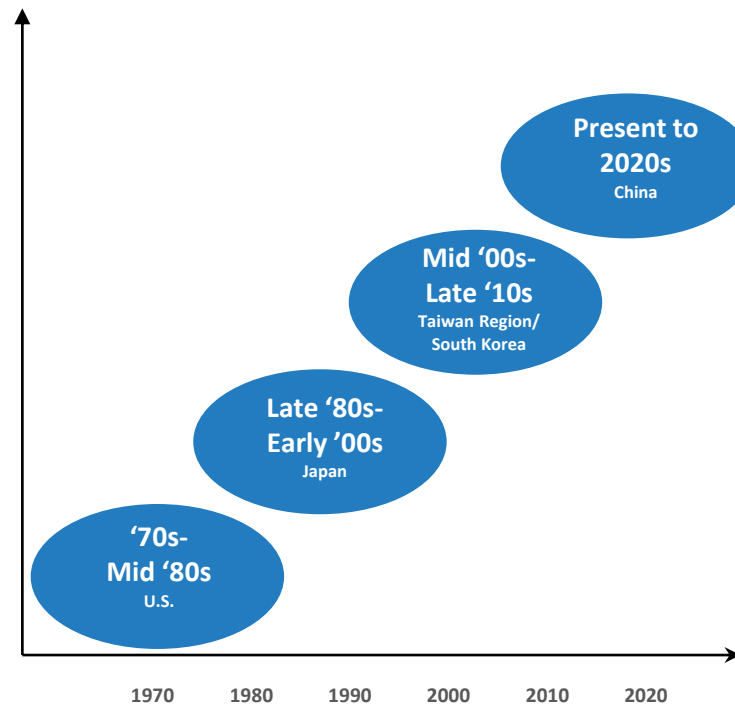 Present to
2020s
China
Mid ‘00s-
Late ‘10s
Taiwan Region/
South Korea
Late ‘80s-
Early ’00s
Japan
‘70s-
Mid ‘80s
U.S.
1970 1980 1990 2000 2010 2020